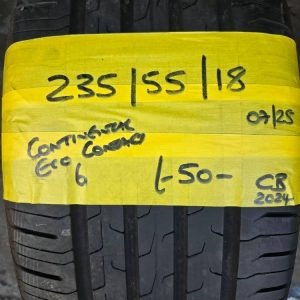 235/55/18
07/25
CONTINENTAL
ECO CONTACT
6
£-50-
CB
2024